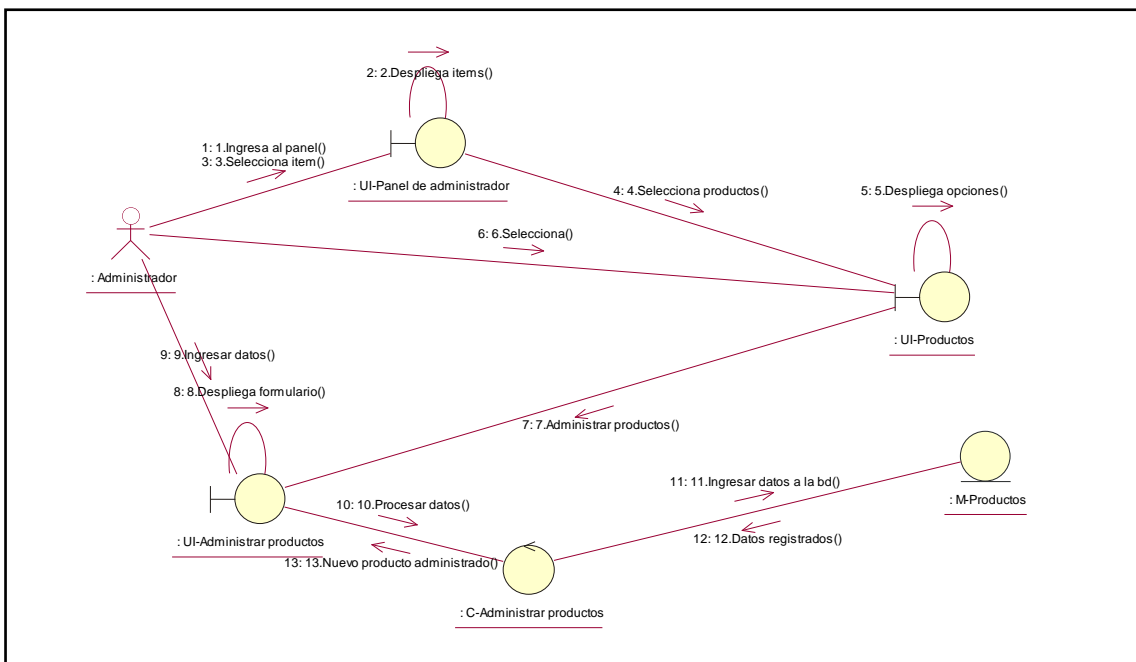 2: 2.Despliega items()
1: 1.Ingresa al panel()
3: 3.Selecciona item()
: UI-Panel de administrador
4: 4.Selecciona productos()
5: 5.Despliega opciones()
6: 6.Selecciona()
: Administrador
: UI-Productos
9: 9.Ingresar datos()
8: 8.Despliega formulario()
7: 7.Administrar productos()
11: 11.Ingresar datos a la bd()
: M-Productos
10: 10.Procesar datos()
12: 12.Datos registrados()
: UI-Administrar productos
13: 13.Nuevo producto administrado()
: C-Administrar productos